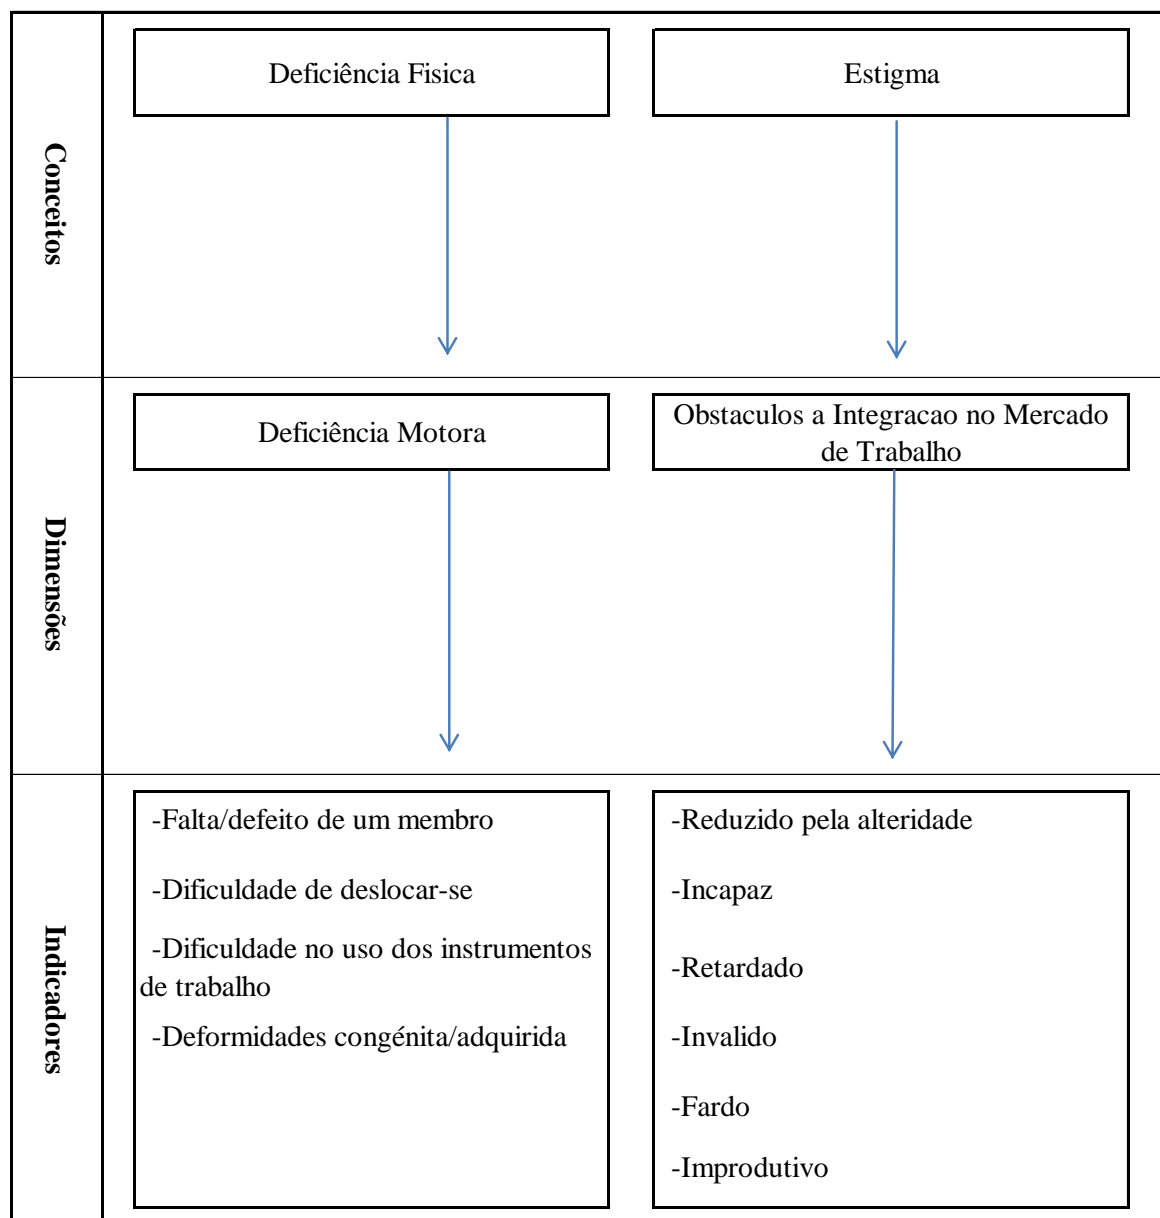 Conceitos
Deficiência Fisica
Estigma
Dimensões
Deficiência Motora
Obstaculos a Integracao no Mercado
de Trabalho
Indicadores
-Falta/defeito de um membro
-Dificuldade de deslocar-se
-Dificuldade no uso dos instrumentos
de trabalho
-Deformidades congénita/adquirida
-Reduzido pela alteridade
-Incapaz
-Retardado
-Invalido
-Fardo
-Improdutivo